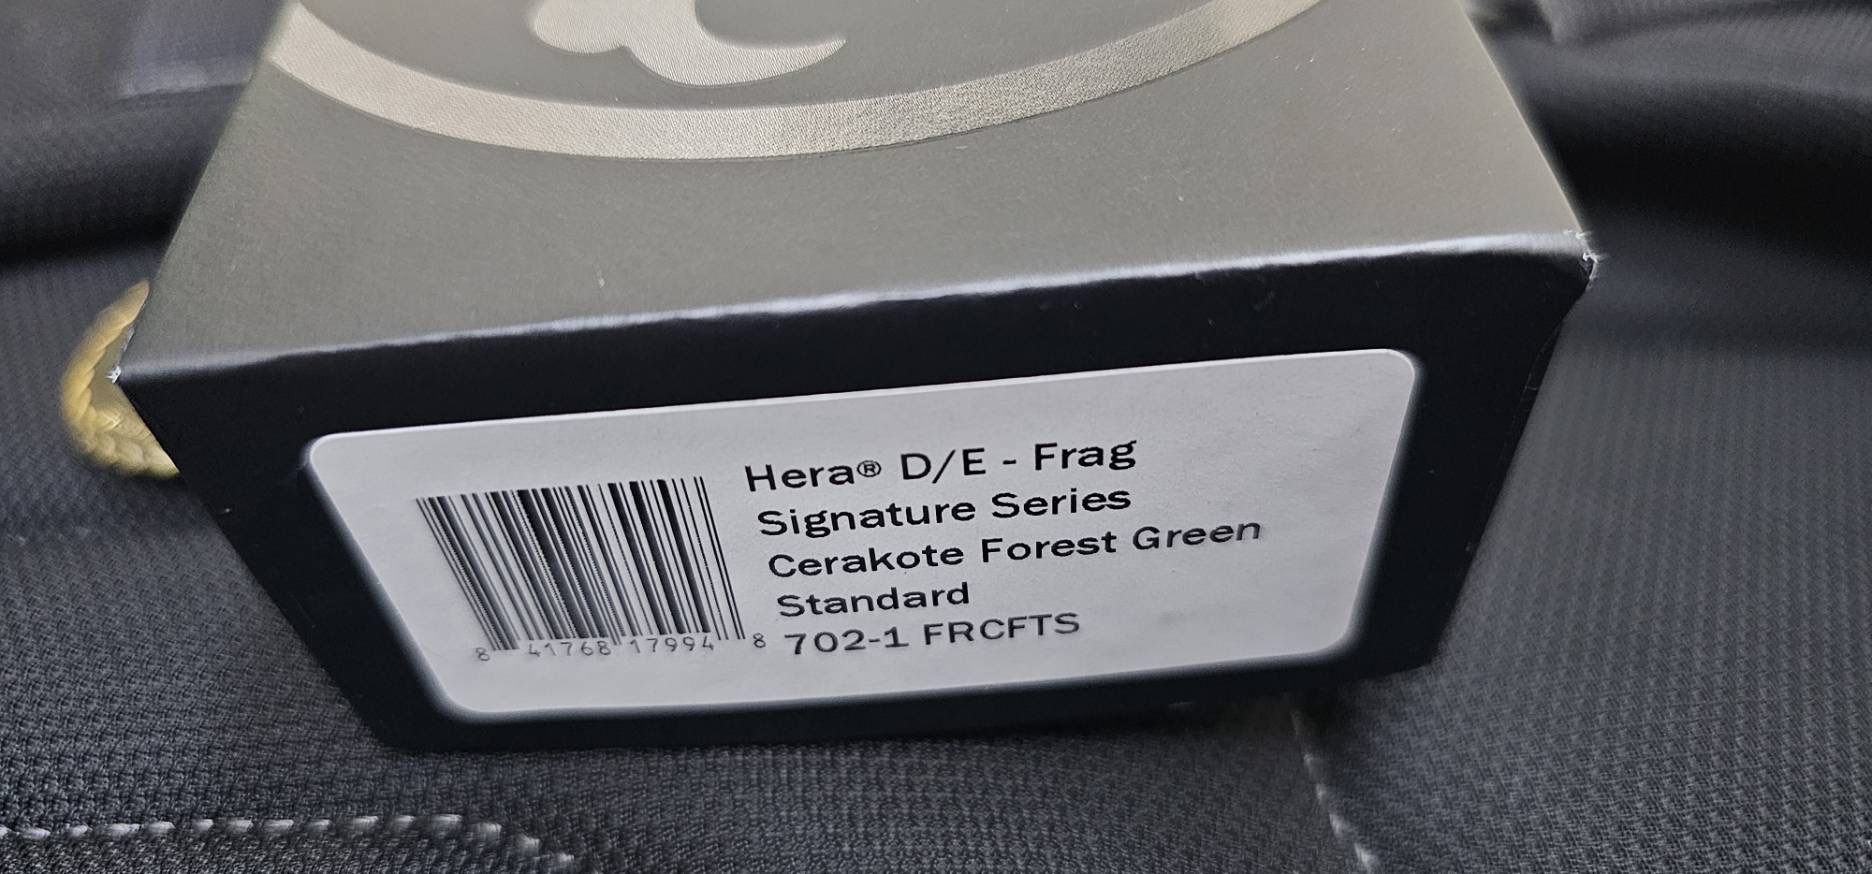 Hera® D/E - Frag
Signature Series
Cerakote Forest Green
Standard
702-1 FRCFTS
8 41768 17994 8